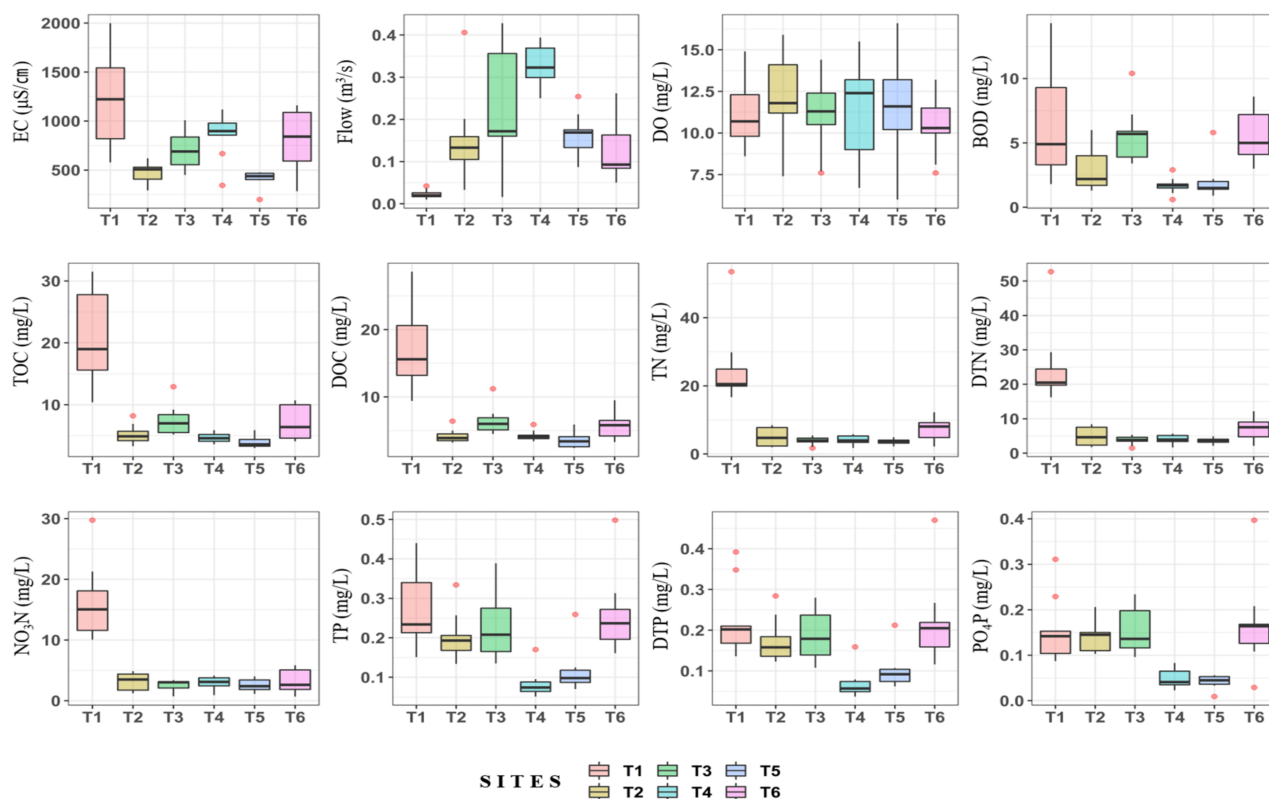 EC (μS/㎝)
2000
1500
1000
500
T1 T2 T3 T4 T5 T6
Flow (m³/s)
0.4
0.3
0.2
0.1
0.0
T1 T2 T3 T4 T5 T6
DO (mg/L)
15.0
12.5
10.0
7.5
T1 T2 T3 T4 T5 T6
BOD (mg/L)
10
5
0
T1 T2 T3 T4 T5 T6
TOC (mg/L)
30
20
10
T1 T2 T3 T4 T5 T6
DOC (mg/L)
20
10
T1 T2 T3 T4 T5 T6
TN (mg/L)
40
20
0
T1 T2 T3 T4 T5 T6
DTN (mg/L)
50
40
30
20
10
0
T1 T2 T3 T4 T5 T6
NO₃N (mg/L)
30
20
10
0
T1 T2 T3 T4 T5 T6
TP (mg/L)
0.5
0.4
0.3
0.2
0.1
T1 T2 T3 T4 T5 T6
DTP (mg/L)
0.4
0.3
0.2
0.1
T1 T2 T3 T4 T5 T6
PO₄P (mg/L)
0.4
0.3
0.2
0.1
0.0
T1 T2 T3 T4 T5 T6
SITES
T1 T3 T5
T2 T4 T6